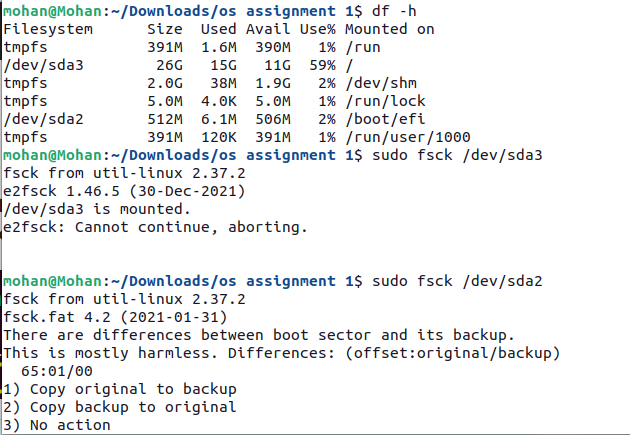 mohan@Mohan:~/Downloads/os assignment 1$ df -h
Filesystem      Size  Used Avail Use% Mounted on
tmpfs           391M  1.6M  390M   1% /run
/dev/sda3        26G   15G   11G  59% /
tmpfs           2.0G   38M  1.9G   2% /dev/shm
tmpfs           5.0M  4.0K  5.0M   1% /run/lock
/dev/sda2       512M  6.1M  506M   2% /boot/efi
tmpfs           391M  120K  391M   1% /run/user/1000
mohan@Mohan:~/Downloads/os assignment 1$ sudo fsck /dev/sda3
fsck from util-linux 2.37.2
e2fsck 1.46.5 (30-Dec-2021)
/dev/sda3 is mounted.
e2fsck: Cannot continue, aborting.
mohan@Mohan:~/Downloads/os assignment 1$ sudo fsck /dev/sda2
fsck from util-linux 2.37.2
fsck.fat 4.2 (2021-01-31)
There are differences between boot sector and its backup.
This is mostly harmless. Differences: (offset:original/backup)
  65:01/00
1) Copy original to backup
2) Copy backup to original
3) No action